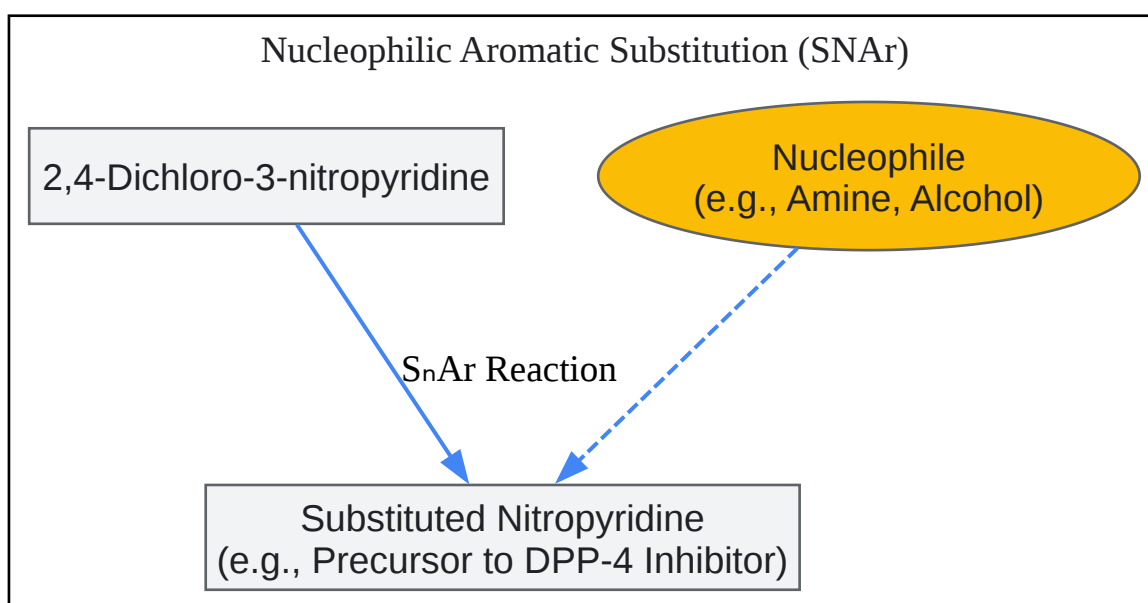 Nucleophilic Aromatic Substitution (SNAr)
2,4-Dichloro-3-nitropyridine
Nucleophile
(e.g., Amine, Alcohol)
SₙAr Reaction
Substituted Nitropyridine
(e.g., Precursor to DPP-4 Inhibitor)